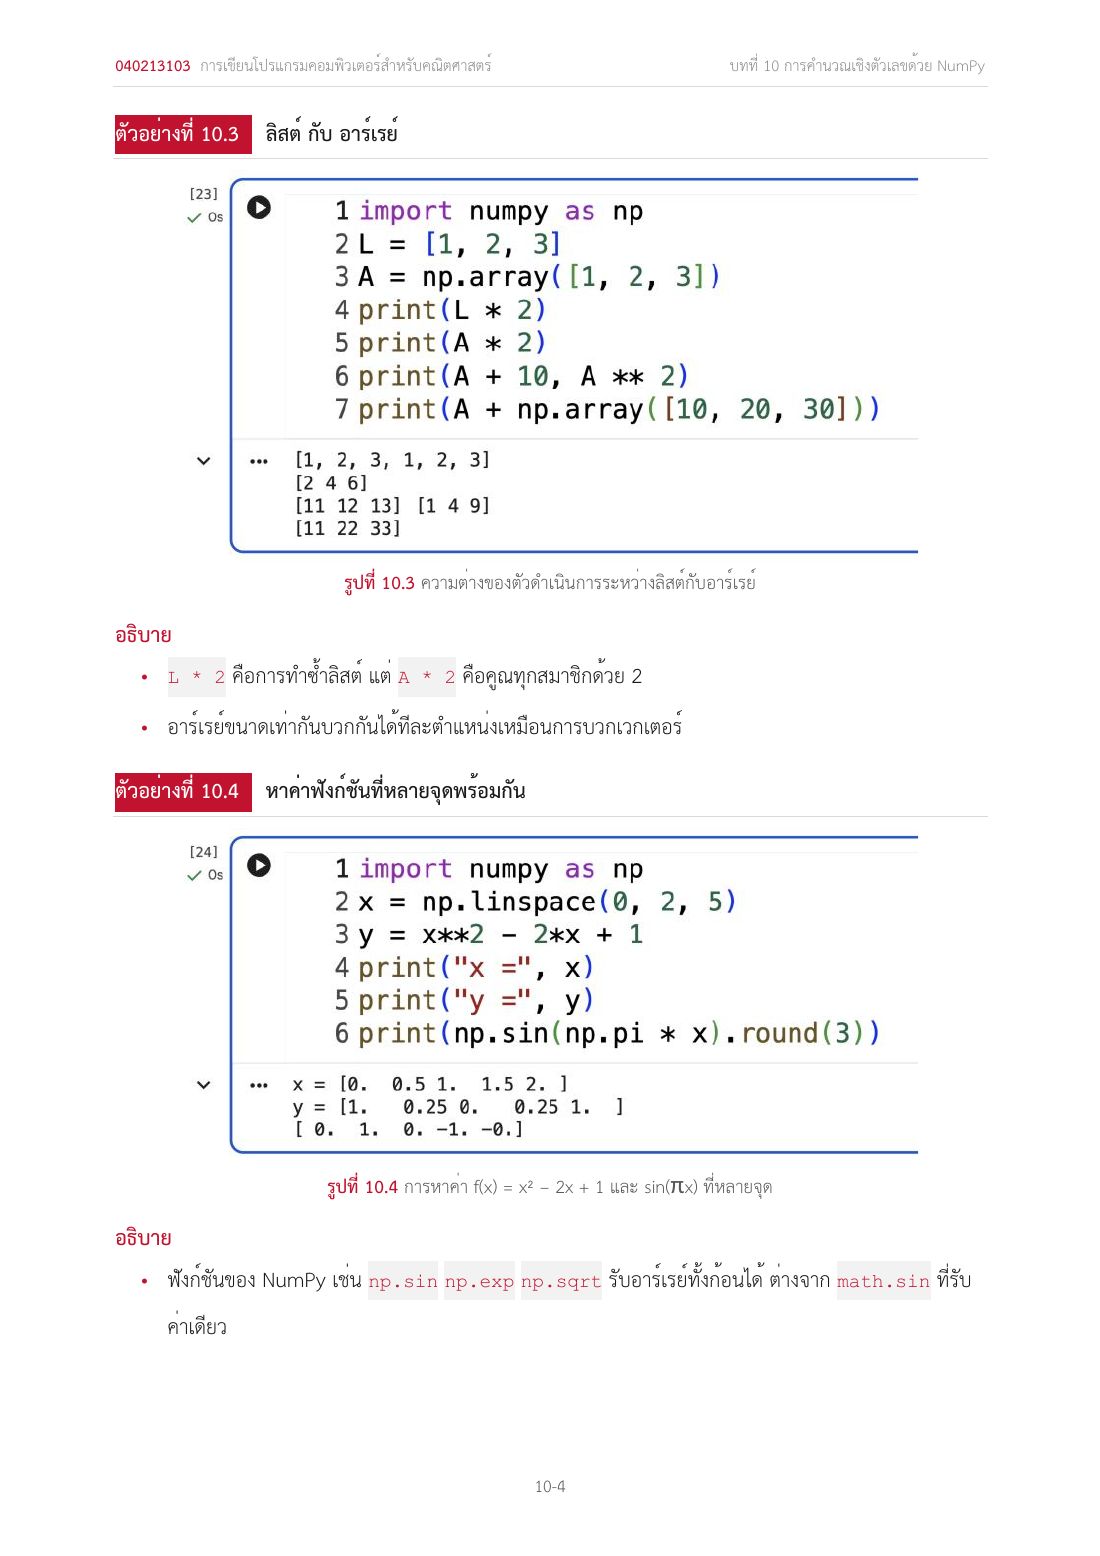 040213103 การเขียนโปรแกรมคอมพิวเตอร์สำหรับคณิตศาสตร์ บทที่ 10 การคำนวณเชิงตัวเลขด้วย NumPy
ตัวอย่างที่ 10.3 ลิสต์ กับ อาร์เรย์
[23]
0s
1 import numpy as np
2 L = [1, 2, 3]
3 A = np.array([1, 2, 3])
4 print(L * 2)
5 print(A * 2)
6 print(A + 10, A ** 2)
7 print(A + np.array([10, 20, 30]))
[1, 2, 3, 1, 2, 3]
[2 4 6]
[11 12 13] [1 4 9]
[11 22 33]
รูปที่ 10.3 ความต่างของตัวดำเนินการระหว่างลิสต์กับอาร์เรย์
อธิบาย
• L * 2 คือการทำซ้ำลิสต์ แต่ A * 2 คือคูณทุกสมาชิกด้วย 2
• อาร์เรย์ขนาดเท่ากันบวกกันได้ทีละตำแหน่งเหมือนการบวกเวกเตอร์
ตัวอย่างที่ 10.4 หาค่าฟังก์ชันที่หลายจุดพร้อมกัน
[24]
0s
1 import numpy as np
2 x = np.linspace(0, 2, 5)
3 y = x**2 - 2*x + 1
4 print("x =", x)
5 print("y =", y)
6 print(np.sin(np.pi * x).round(3))
x = [0.  0.5 1.  1.5 2. ]
y = [1.   0.25 0.   0.25 1.  ]
[ 0.  1.  0. -1. -0.]
รูปที่ 10.4 การหาค่า f(x) = x² – 2x + 1 และ sin(πx) ที่หลายจุด
อธิบาย
• ฟังก์ชันของ NumPy เช่น np.sin np.exp np.sqrt รับอาร์เรย์ทั้งก้อนได้ ต่างจาก math.sin ที่รับ
ค่าเดียว
10-4